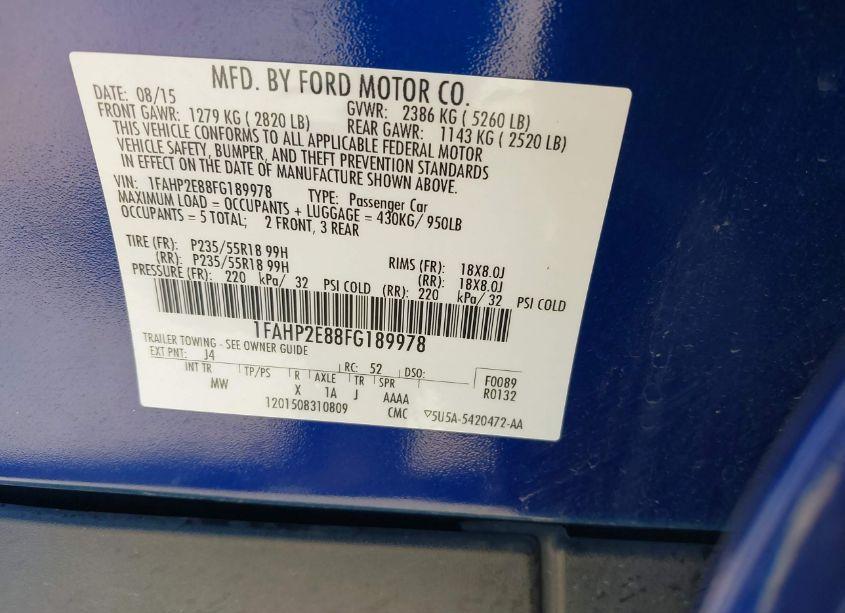 MFD. BY FORD MOTOR CO.
DATE: 08/15 GVWR: 2386 KG ( 5260 LB)
FRONT GAWR: 1279 KG ( 2820 LB) REAR GAWR: 1143 KG ( 2520 LB)
THIS VEHICLE CONFORMS TO ALL APPLICABLE FEDERAL MOTOR
VEHICLE SAFETY, BUMPER, AND THEFT PREVENTION STANDARDS
IN EFFECT ON THE DATE OF MANUFACTURE SHOWN ABOVE.
VIN: 1FAHP2E88FG189978 TYPE: Passenger Car
MAXIMUM LOAD = OCCUPANTS + LUGGAGE = 430KG/ 950LB
OCCUPANTS = 5 TOTAL; 2 FRONT, 3 REAR
TIRE (FR): P235/55R18 99H RIMS (FR): 18X8.0J
(RR): P235/55R18 99H (RR): 18X8.0J
PRESSURE (FR): 220 kPa/ 32 PSI COLD (RR): 220 kPa/ 32 PSI COLD
1FAHP2E88FG189978
TRAILER TOWING - SEE OWNER GUIDE
EXT PNT: J4 RC: 52 DSO: F0089
INT TR TP/PS R AXLE TR SPR R0132
MW X 1A J AAAA
1201508310809 CMC ▽5U5A-5420472-AA